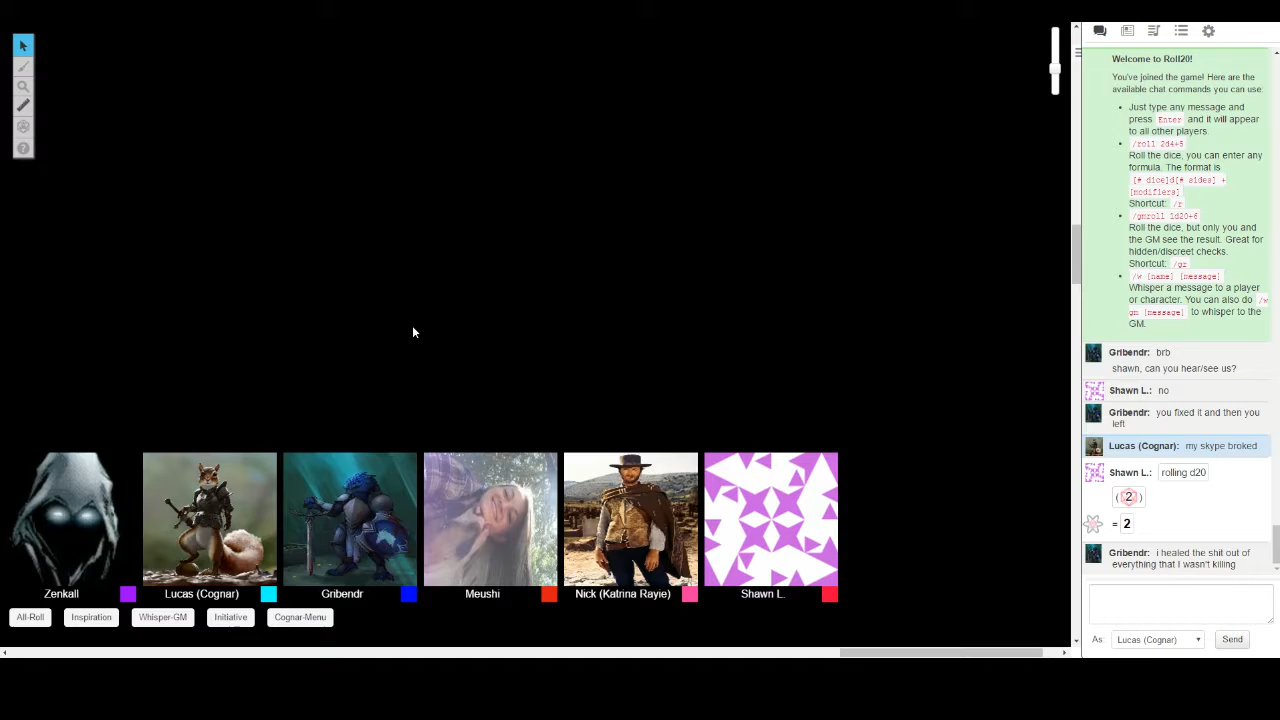 Welcome to Roll20!
You've joined the game! Here are the
available chat commands you can use
Just type any message and
press Enter and it will appear
to all other players.
/roll 2d4+5
Roll the dice, you can enter any
formula. The format is
[# dice]d[# sides] +
[modifiers]
Shortcut: /r
/gmroll 1d20+6
Roll the dice, but only you and
the GM see the result. Great for
hidden/discreet checks.
Shortcut: /gr
/w [name] [message]
Whisper a message to a player
or character. You can also do /w
gm [message] to whisper to the
GM.
Gribendr: brb
shawn, can you hear/see us?
Shawn L.: no
Gribendr: you fixed it and then you
left
Lucas (Cognar): my skype broked
Shawn L.: rolling d20
(2)
= 2
Gribendr: i healed the shit out of
everything that I wasn't killing
As: Lucas (Cognar) Send
Zenkall Lucas (Cognar) Gribendr Meushi Nick (Katrina Rayie) Shawn L.
All-Roll Inspiration Whisper-GM Initiative Cognar-Menu